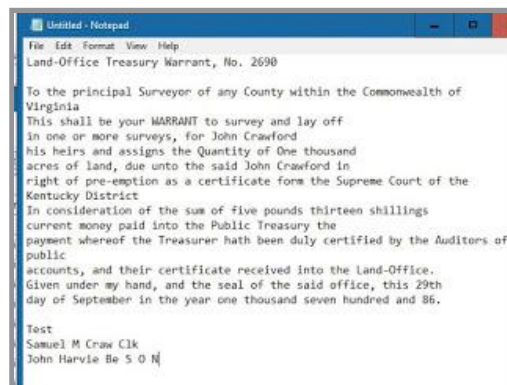 Untitled - Notepad
File Edit Format View Help
Land-Office Treasury Warrant, No. 2690
To the principal Surveyor of any County within the Commonwealth of
Virginia
This shall be your WARRANT to survey and lay off
in one or more surveys, for John Crawford
his heirs and assigns the Quantity of One thousand
acres of land, due unto the said John Crawford in
right of pre-emption as a certificate form the Supreme Court of the
Kentucky District
In consideration of the sum of five pounds thirteen shillings
current money paid into the Public Treasury the
payment whereof the Treasurer hath been duly certified by the Auditors of
public
accounts, and their certificate received into the Land-Office.
Given under my hand, and the seal of the said office, this 29th
day of September in the year one thousand seven hundred and 86.
Test
Samuel M Craw Clk
John Harvie Be S O N